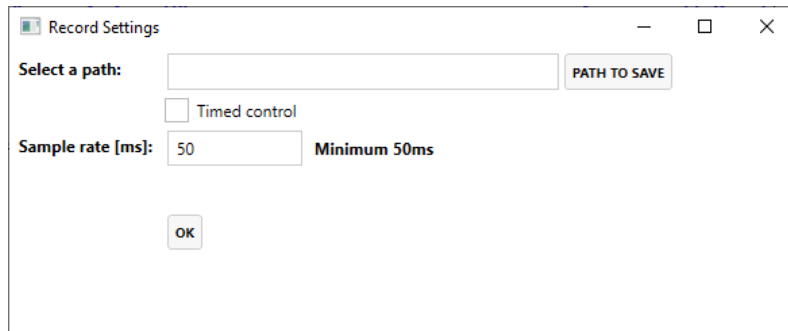 Record Settings
Select a path: PATH TO SAVE
Timed control
Sample rate [ms]: 50 Minimum 50ms
OK